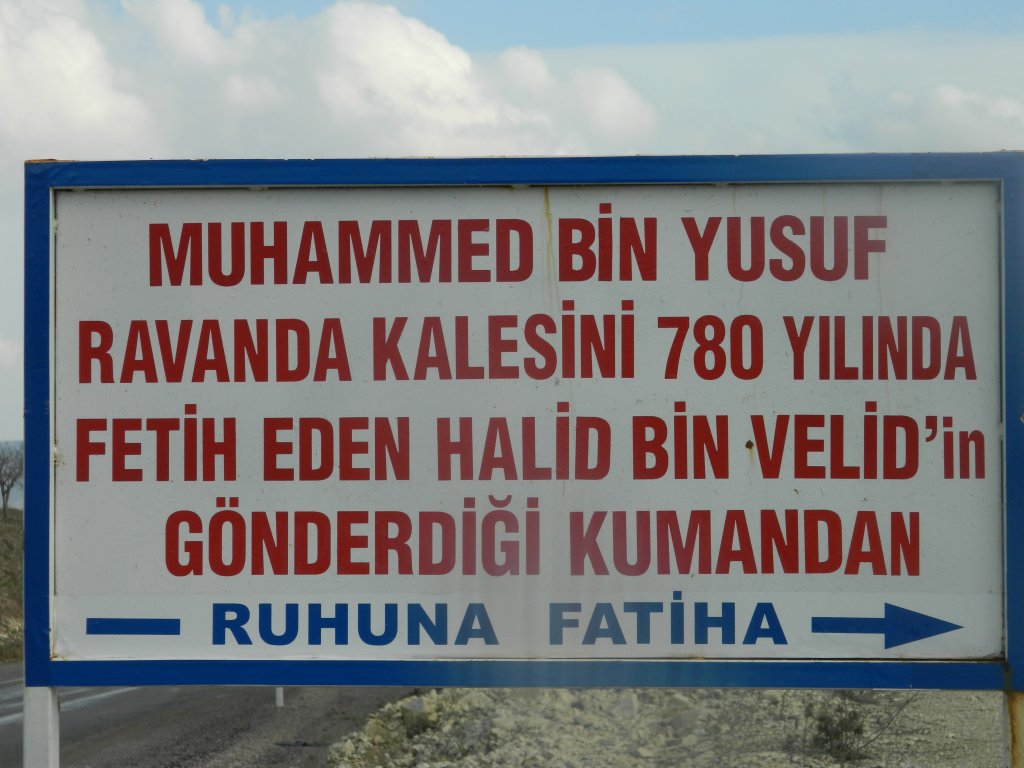 MUHAMMED BİN YUSUF
RAVANDA KALESİNİ 780 YILINDA
FETİH EDEN HALİD BİN VELİD'in
GÖNDERDİĞİ KUMANDAN
RUHUNA FATİHA